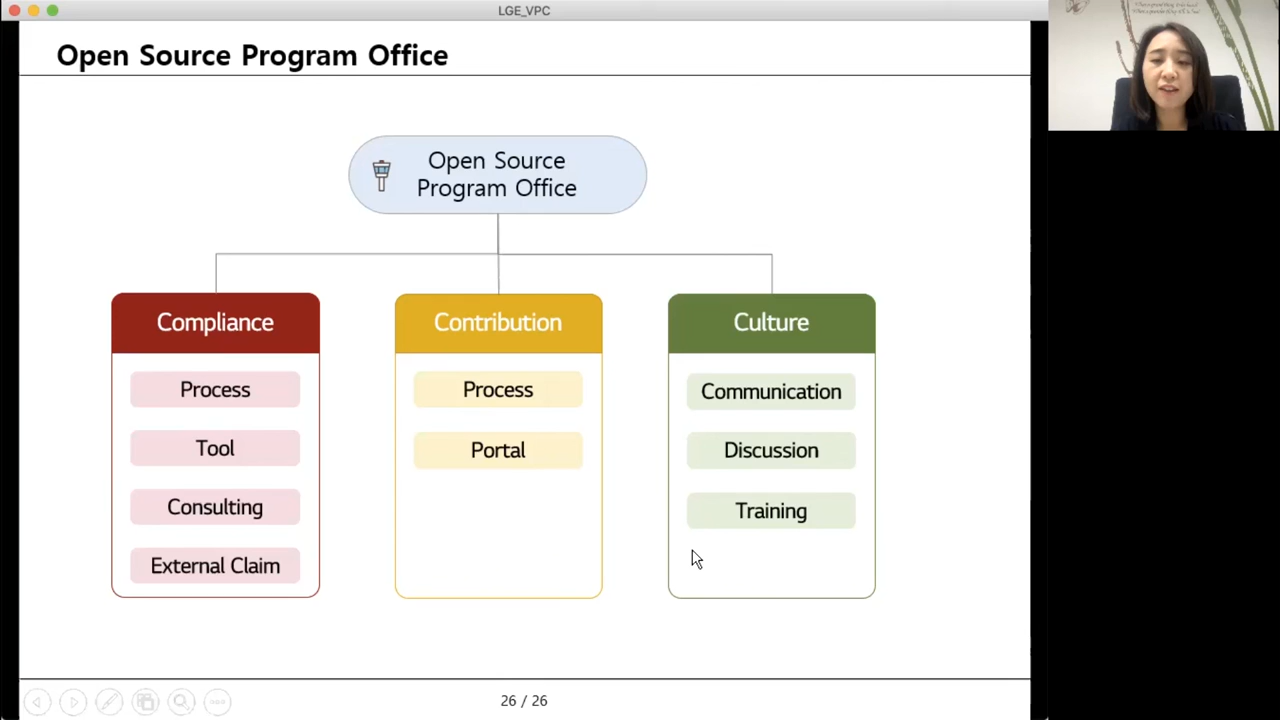 LGE_VPC
Open Source Program Office
Open Source
Program Office
Compliance
Process
Tool
Consulting
External Claim
Contribution
Process
Portal
Culture
Communication
Discussion
Training
26 / 26